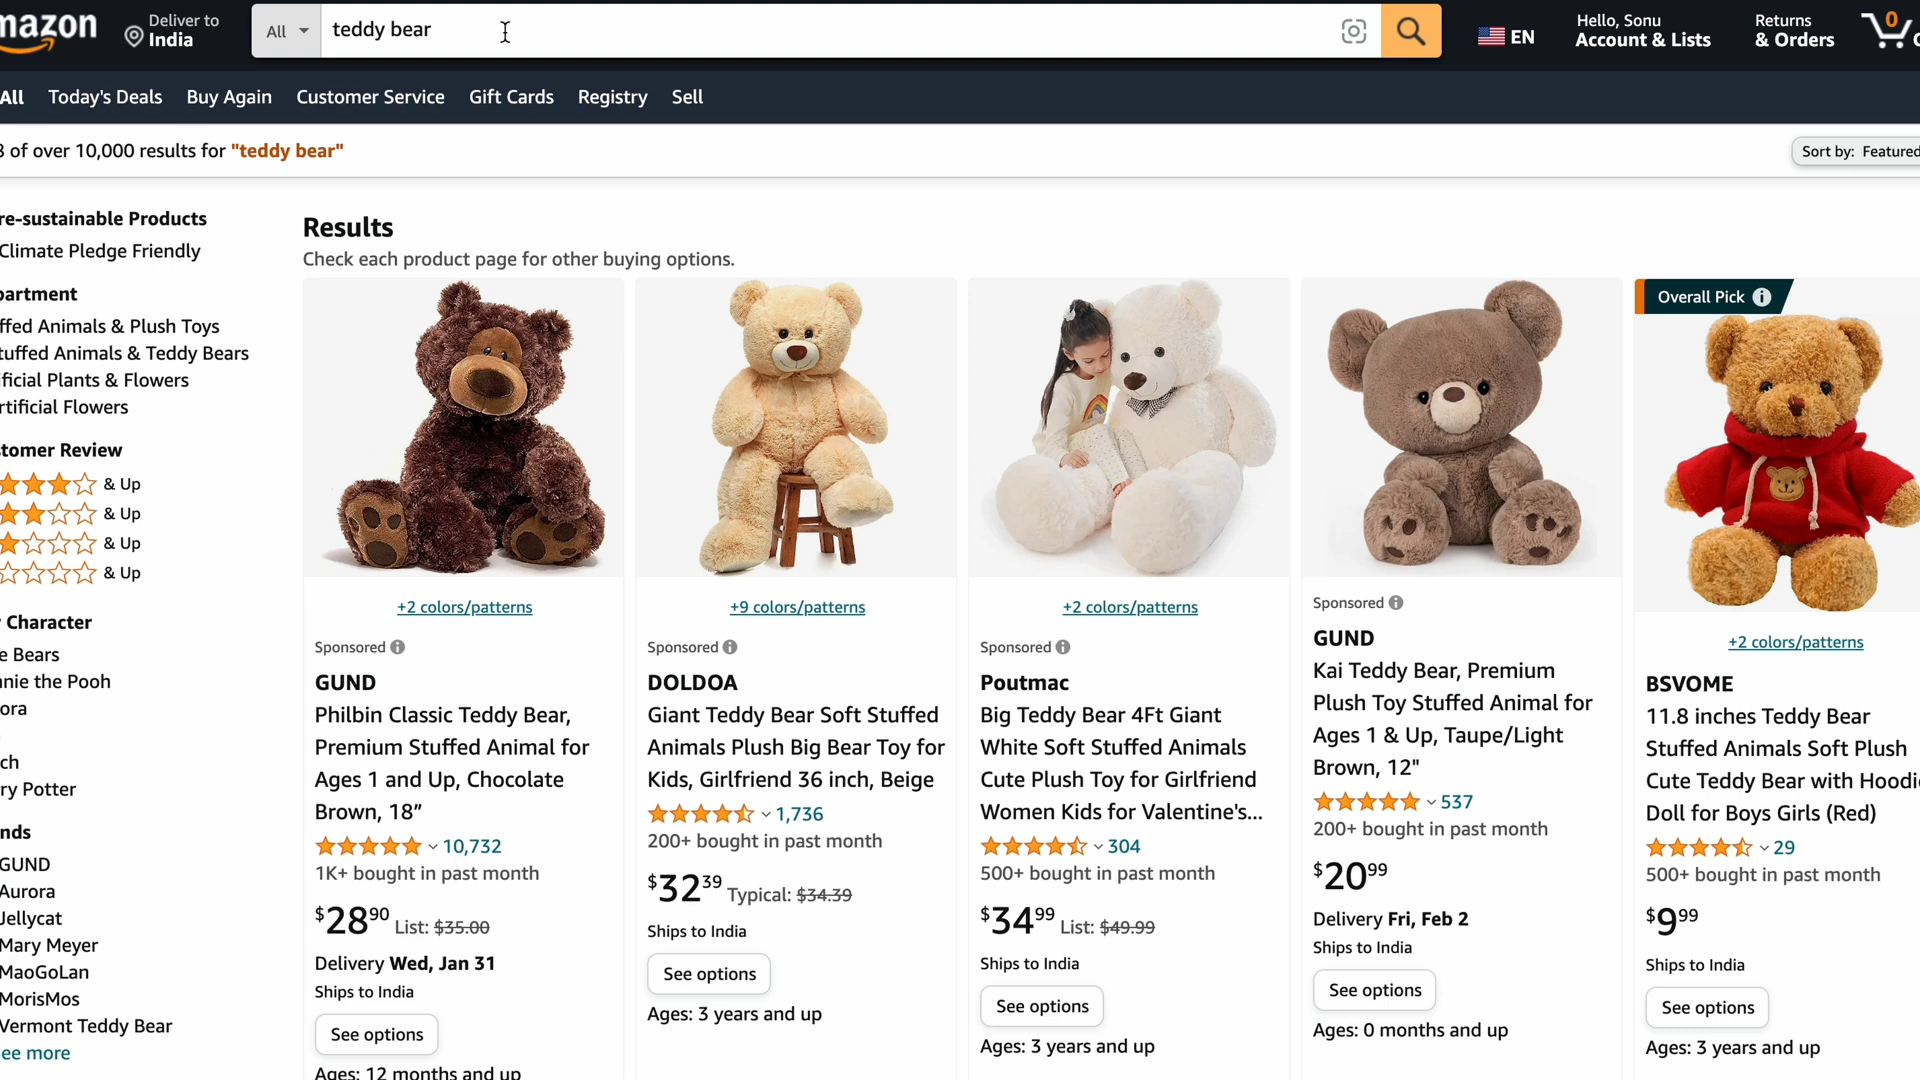 mazon
Deliver to
India
All
teddy bear
EN
Hello, Sonu
Account & Lists
Returns
& Orders
0
All
Today's Deals
Buy Again
Customer Service
Gift Cards
Registry
Sell
of over 10,000 results for "teddy bear"
Sort by: Featured
re-sustainable Products
Climate Pledge Friendly
partment
ffed Animals & Plush Toys
tuffed Animals & Teddy Bears
ificial Plants & Flowers
rtificial Flowers
stomer Review
& Up
& Up
& Up
& Up
Character
e Bears
nie the Pooh
ora
ch
ry Potter
nds
GUND
Aurora
Jellycat
Mary Meyer
MaoGoLan
MorisMos
Vermont Teddy Bear
ee more
Results
Check each product page for other buying options.
+2 colors/patterns
Sponsored
GUND
Philbin Classic Teddy Bear,
Premium Stuffed Animal for
Ages 1 and Up, Chocolate
Brown, 18”
10,732
1K+ bought in past month
$28 90 List: $35.00
Delivery Wed, Jan 31
Ships to India
See options
Ages: 12 months and up
+9 colors/patterns
Sponsored
DOLDOA
Giant Teddy Bear Soft Stuffed
Animals Plush Big Bear Toy for
Kids, Girlfriend 36 inch, Beige
1,736
200+ bought in past month
$32 39 Typical: $34.39
Ships to India
See options
Ages: 3 years and up
+2 colors/patterns
Sponsored
Poutmac
Big Teddy Bear 4Ft Giant
White Soft Stuffed Animals
Cute Plush Toy for Girlfriend
Women Kids for Valentine's...
304
500+ bought in past month
$34 99 List: $49.99
Ships to India
See options
Ages: 3 years and up
Sponsored
GUND
Kai Teddy Bear, Premium
Plush Toy Stuffed Animal for
Ages 1 & Up, Taupe/Light
Brown, 12"
537
200+ bought in past month
$20 99
Delivery Fri, Feb 2
Ships to India
See options
Ages: 0 months and up
Overall Pick
+2 colors/patterns
BSVOME
11.8 inches Teddy Bear
Stuffed Animals Soft Plush
Cute Teddy Bear with Hoodi
Doll for Boys Girls (Red)
29
500+ bought in past month
$9 99
Ships to India
See options
Ages: 3 years and up